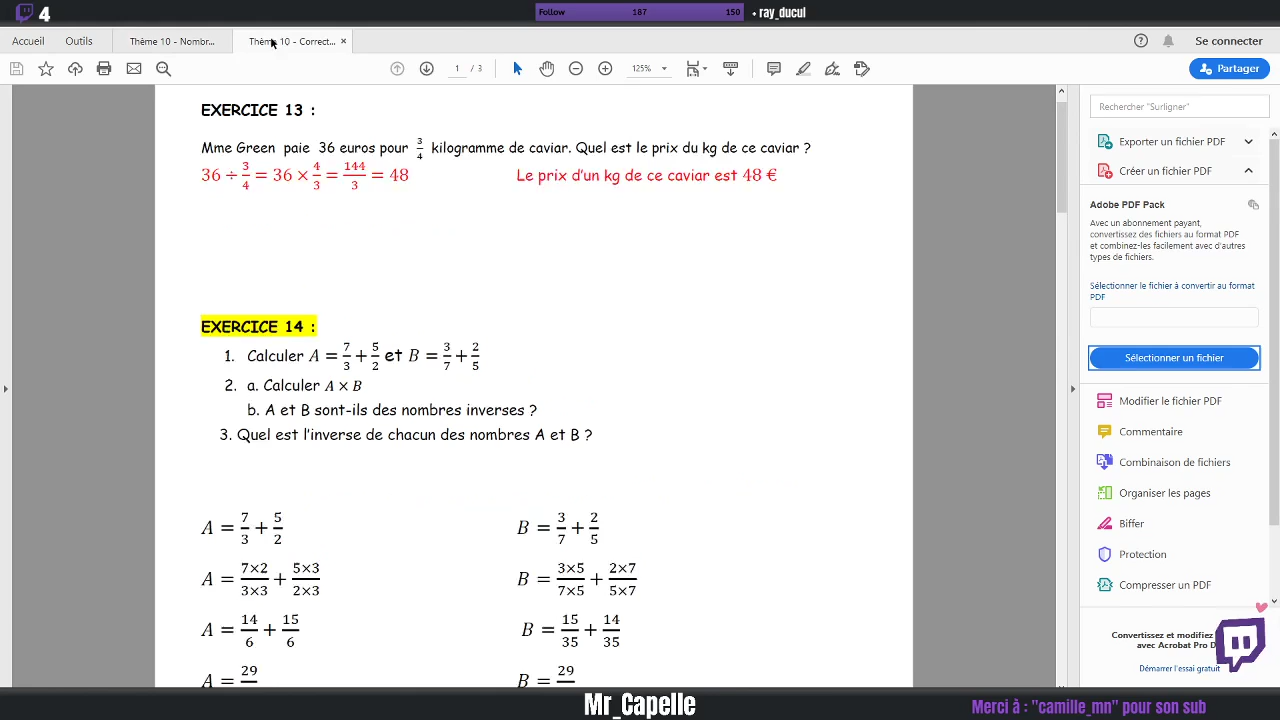 4
Follow 187 150
+ ray_ducul
Accueil Outils Thème 10 - Nombr... Thème 10 - Correct... ×
Se connecter
1 / 3
125%
Partager
EXERCICE 13 :
Mme Green paie 36 euros pour 3/4 kilogramme de caviar. Quel est le prix du kg de ce caviar ?
36 ÷ 3/4 = 36 × 4/3 = 144/3 = 48
Le prix d'un kg de ce caviar est 48 €
EXERCICE 14 :
1. Calculer A = 7/3 + 5/2 et B = 3/7 + 2/5
2. a. Calculer A × B
b. A et B sont-ils des nombres inverses ?
3. Quel est l'inverse de chacun des nombres A et B ?
A = 7/3 + 5/2
B = 3/7 + 2/5
A = 7×2/3×3 + 5×3/2×3
B = 3×5/7×5 + 2×7/5×7
A = 14/6 + 15/6
B = 15/35 + 14/35
A = 29
B = 29
Rechercher "Surligner"
Exporter un fichier PDF
Créer un fichier PDF
Adobe PDF Pack
Avec un abonnement payant,
convertissez des fichiers au format PDF
et combinez-les facilement avec d'autres
types de fichiers.
Sélectionner le fichier à convertir au format
PDF
Sélectionner un fichier
Modifier le fichier PDF
Commentaire
Combinaison de fichiers
Organiser les pages
Biffer
Protection
Compresser un PDF
Convertissez et modifiez
avec Acrobat Pro D
Démarrer l'essai gratuit
Mr_Capelle
Merci à : "camille_mn" pour son sub